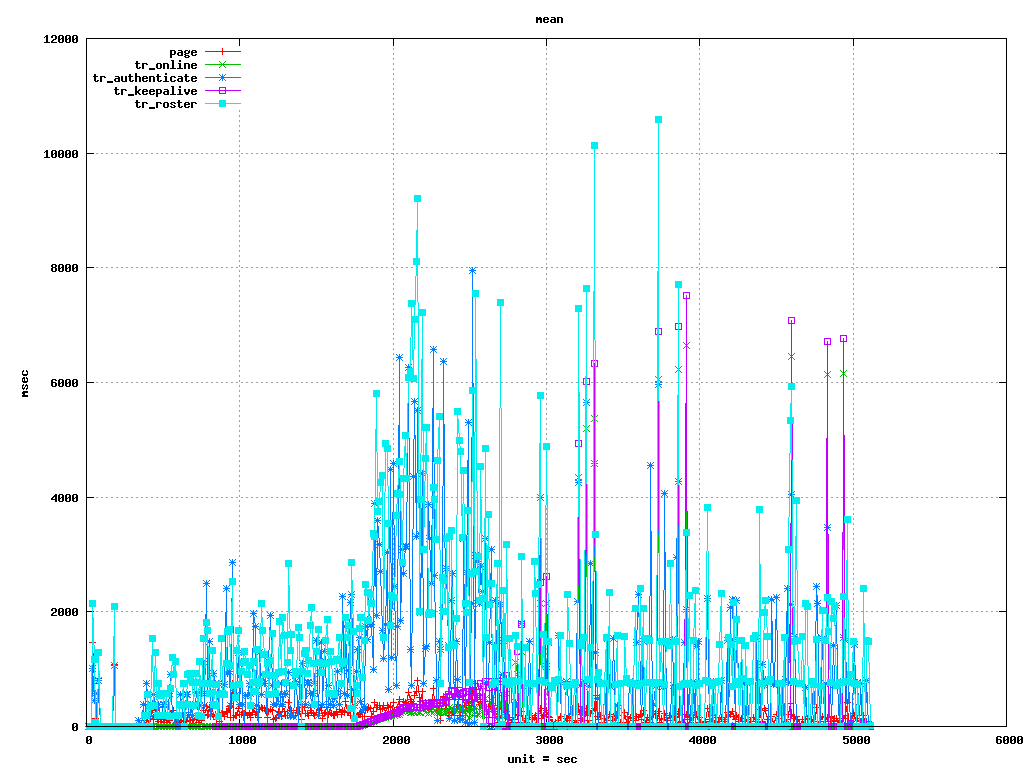 mean
12000
10000
8000
6000
4000
2000
0
msec
page
tr_online
tr_authenticate
tr_keepalive
tr_roster
0 1000 2000 3000 4000 5000 6000
unit = sec